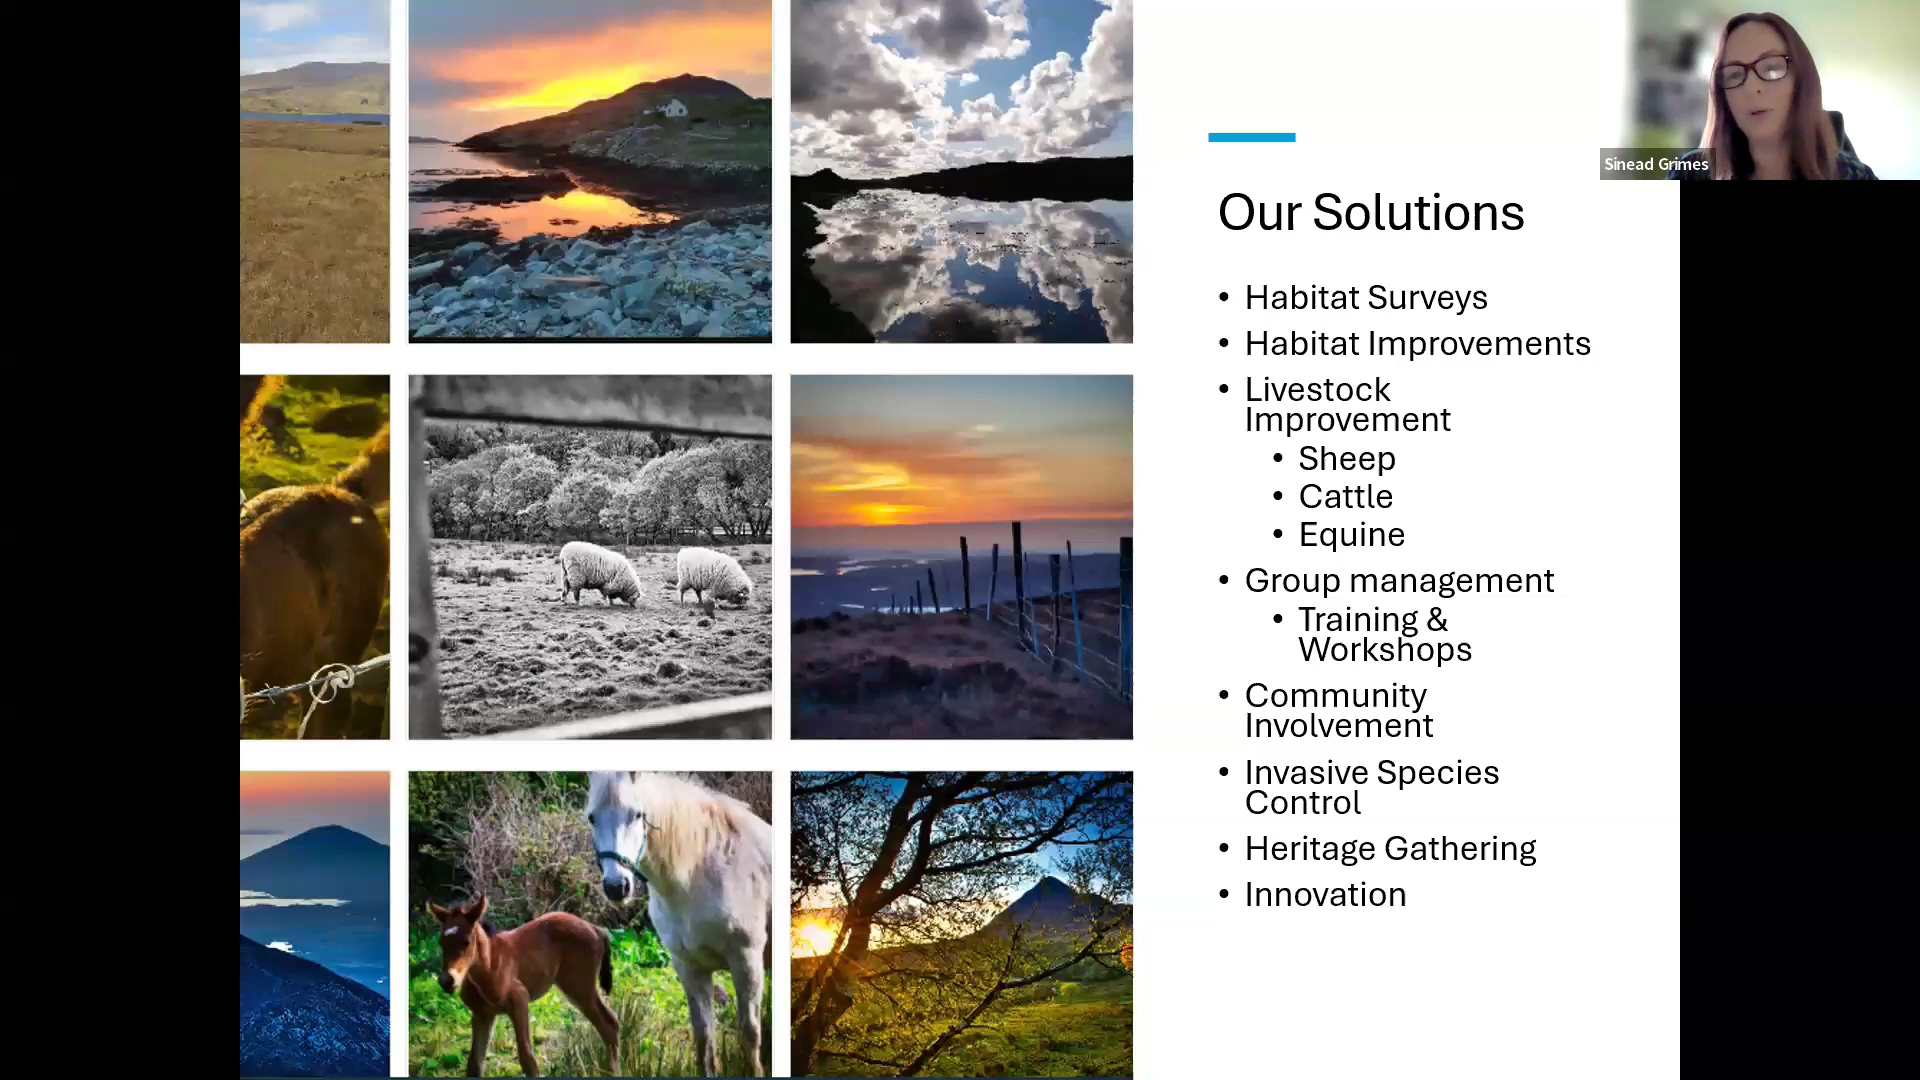 Sinead Grimes
Our Solutions
• Habitat Surveys
• Habitat Improvements
• Livestock
Improvement
• Sheep
• Cattle
• Equine
• Group management
• Training &
Workshops
• Community
Involvement
• Invasive Species
Control
• Heritage Gathering
• Innovation